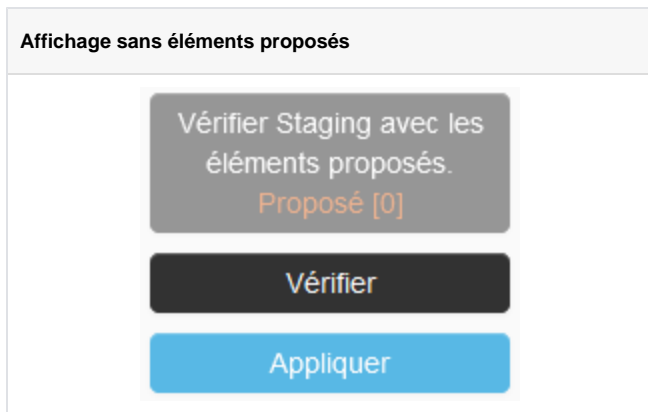 Affichage sans éléments proposés
Vérifier Staging avec les
éléments proposés.
Proposé [0]
Vérifier
Appliquer